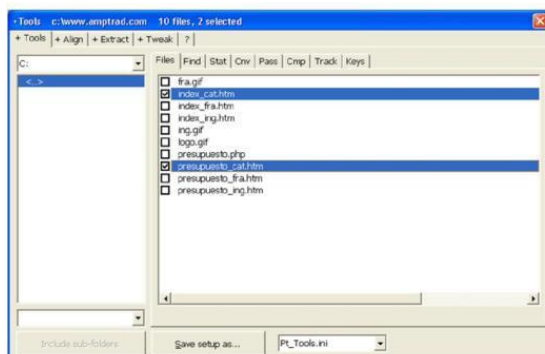 - Tools c:\www.amptrad.com 10 files, 2 selected
+ Tools + Align + Extract + Tweak ?
C:
<..>
Files Find Stat Cnv Pass Cmp Track Keys
fra.gif
index_cat.htm
index_fra.htm
index_ing.htm
ing.gif
logo.gif
presupuesto.php
presupuesto_cat.htm
presupuesto_fra.htm
presupuesto_ing.htm
Include sub-folders
Save setup as...
Pt_Tools.ini